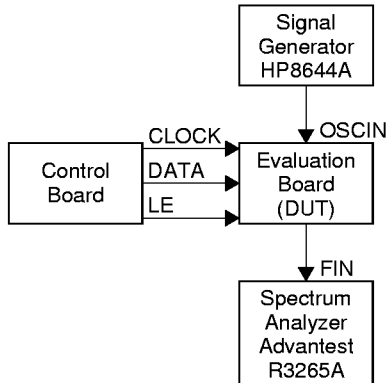 Signal
Generator
HP8644A
OSCIN
CLOCK
DATA
LE
Control
Board
Evaluation
Board
(DUT)
FIN
Spectrum
Analyzer
Advantest
R3265A